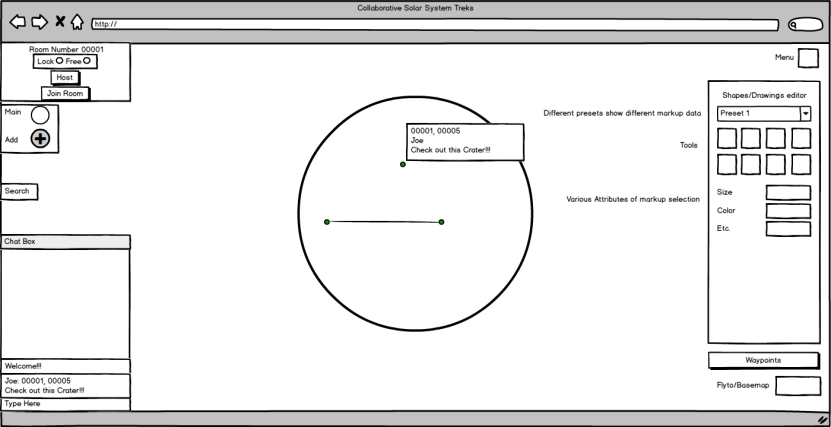 Collaborative Solar System Treks
http://
Room Number 00001
Lock Free
Host
Join Room
Main
Add
Search
Chat Box
Welcome!!!
Joe: 00001, 00005
Check out this Crater!!!
Type Here
00001, 00005
Joe
Check out this Crater!!!
Different presets show different markup data
Tools
Various Attributes of markup selection
Menu
Shapes/Drawings editor
Preset 1
Size
Color
Etc.
Waypoints
Flyto/Basemap